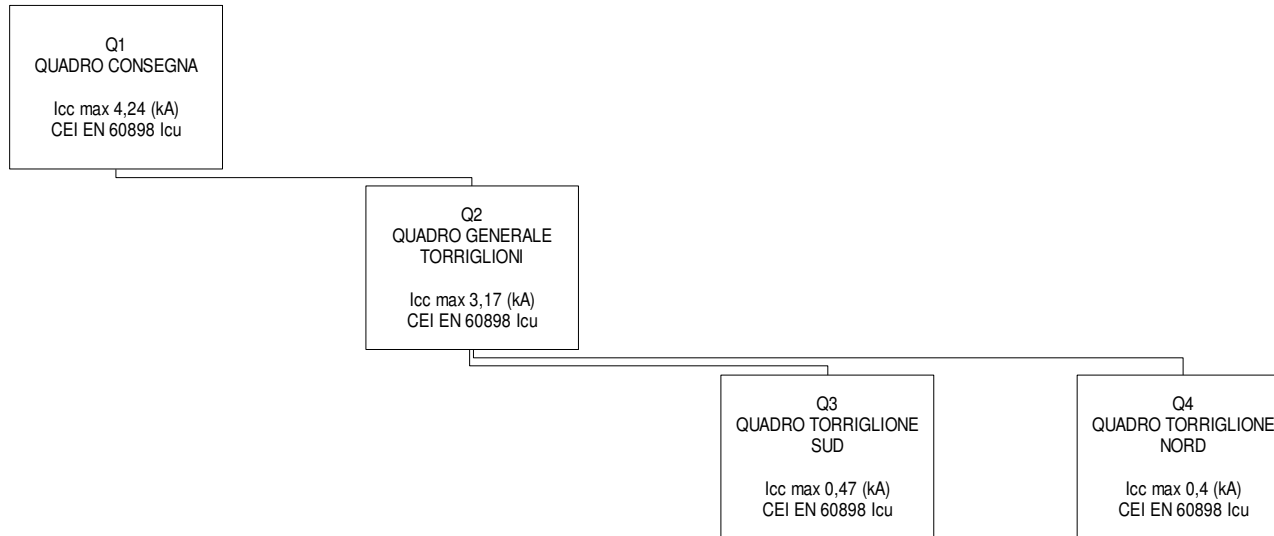 Q1
QUADRO CONSEGNA
Icc max 4,24 (kA)
CEI EN 60898 Icu
Q2
QUADRO GENERALE
TORRIGLIONI
Icc max 3,17 (kA)
CEI EN 60898 Icu
Q3
QUADRO TORRIGLIONE
SUD
Icc max 0,47 (kA)
CEI EN 60898 Icu
Q4
QUADRO TORRIGLIONE
NORD
Icc max 0,4 (kA)
CEI EN 60898 Icu